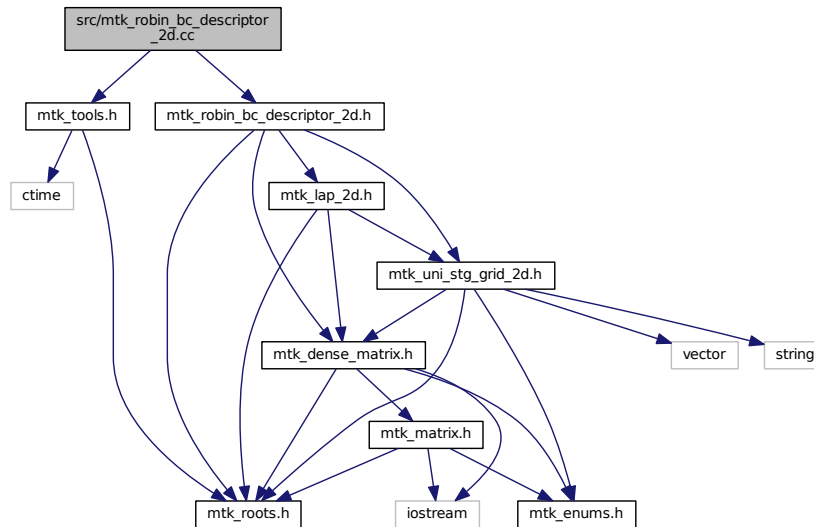 src/mtk_robin_bc_descriptor
_2d.cc
mtk_tools.h
mtk_robin_bc_descriptor_2d.h
ctime
mtk_lap_2d.h
mtk_uni_stg_grid_2d.h
mtk_dense_matrix.h
vector
string
mtk_matrix.h
mtk_roots.h
iostream
mtk_enums.h